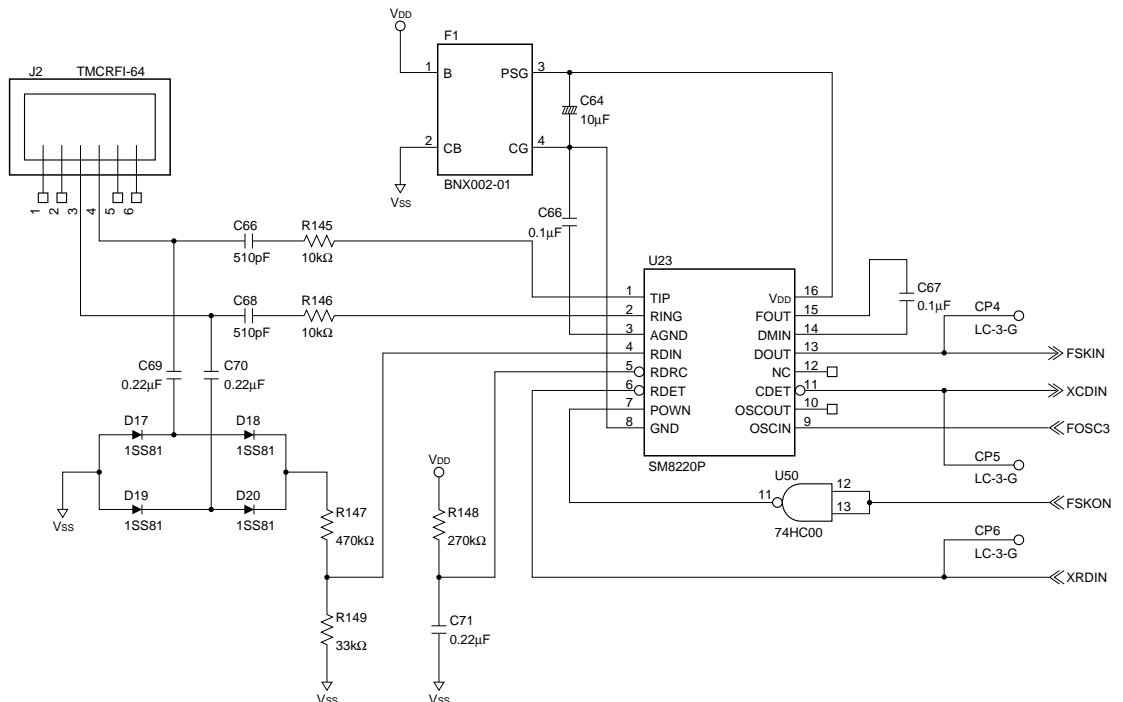 VDD
F1
J2 TMCRFI-64
1 B PSG 3
C64
10µF
2 CB CG 4
BNX002-01
VSS
1 2 3 4 5 6
C66
0.1µF
C66
510pF
R145
10kΩ
C68
510pF
R146
10kΩ
U23
1 TIP VDD 16
2 RING FOUT 15
3 AGND DMIN 14
4 RDIN DOUT 13
5 RDRC NC 12
6 RDET CDET 11
7 POWN OSCOUT 10
8 GND OSCIN 9
SM8220P
C67
0.1µF
CP4
LC-3-G
FSKIN
XCDIN
FOSC3
CP5
LC-3-G
C69
0.22µF
C70
0.22µF
D17
1SS81
D18
1SS81
D19
1SS81
D20
1SS81
VSS
R147
470kΩ
R149
33kΩ
VSS
VDD
R148
270kΩ
C71
0.22µF
VSS
U50
11 12
13
74HC00
FSKON
CP6
LC-3-G
XRDIN